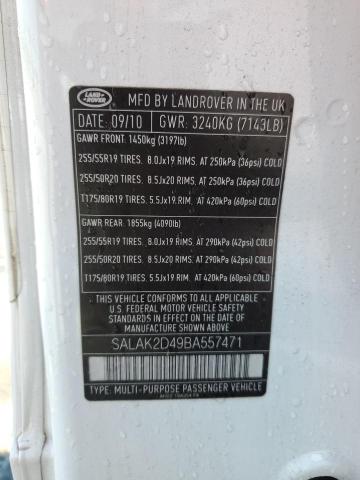 LAND ROVER
MFD BY LANDROVER IN THE UK
DATE: 09/10 GWR: 3240KG (7143LB)
GAWR FRONT: 1450kg (3197lb)
255/55R19 TIRES. 8.0Jx19 RIMS. AT 250kPa (36psi) COLD
255/50R20 TIRES. 8.5Jx20 RIMS. AT 250kPa (36psi) COLD
T175/80R19 TIRES. 5.5Jx19 RIM. AT 420kPa (60psi) COLD
GAWR REAR: 1855kg (4090lb)
255/55R19 TIRES. 8.0Jx19 RIMS. AT 290kPa (42psi) COLD
255/50R20 TIRES. 8.5Jx20 RIMS. AT 290kPa (42psi) COLD
T175/80R19 TIRES. 5.5Jx19 RIM. AT 420kPa (60psi) COLD
THIS VEHICLE CONFORMS TO ALL APPLICABLE
U.S. FEDERAL MOTOR VEHICLE SAFETY
STANDARDS IN EFFECT ON THE DATE OF
MANUFACTURE SHOWN ABOVE
SALAK2D49BA557471
TYPE: MULTI-PURPOSE PASSENGER VEHICLE